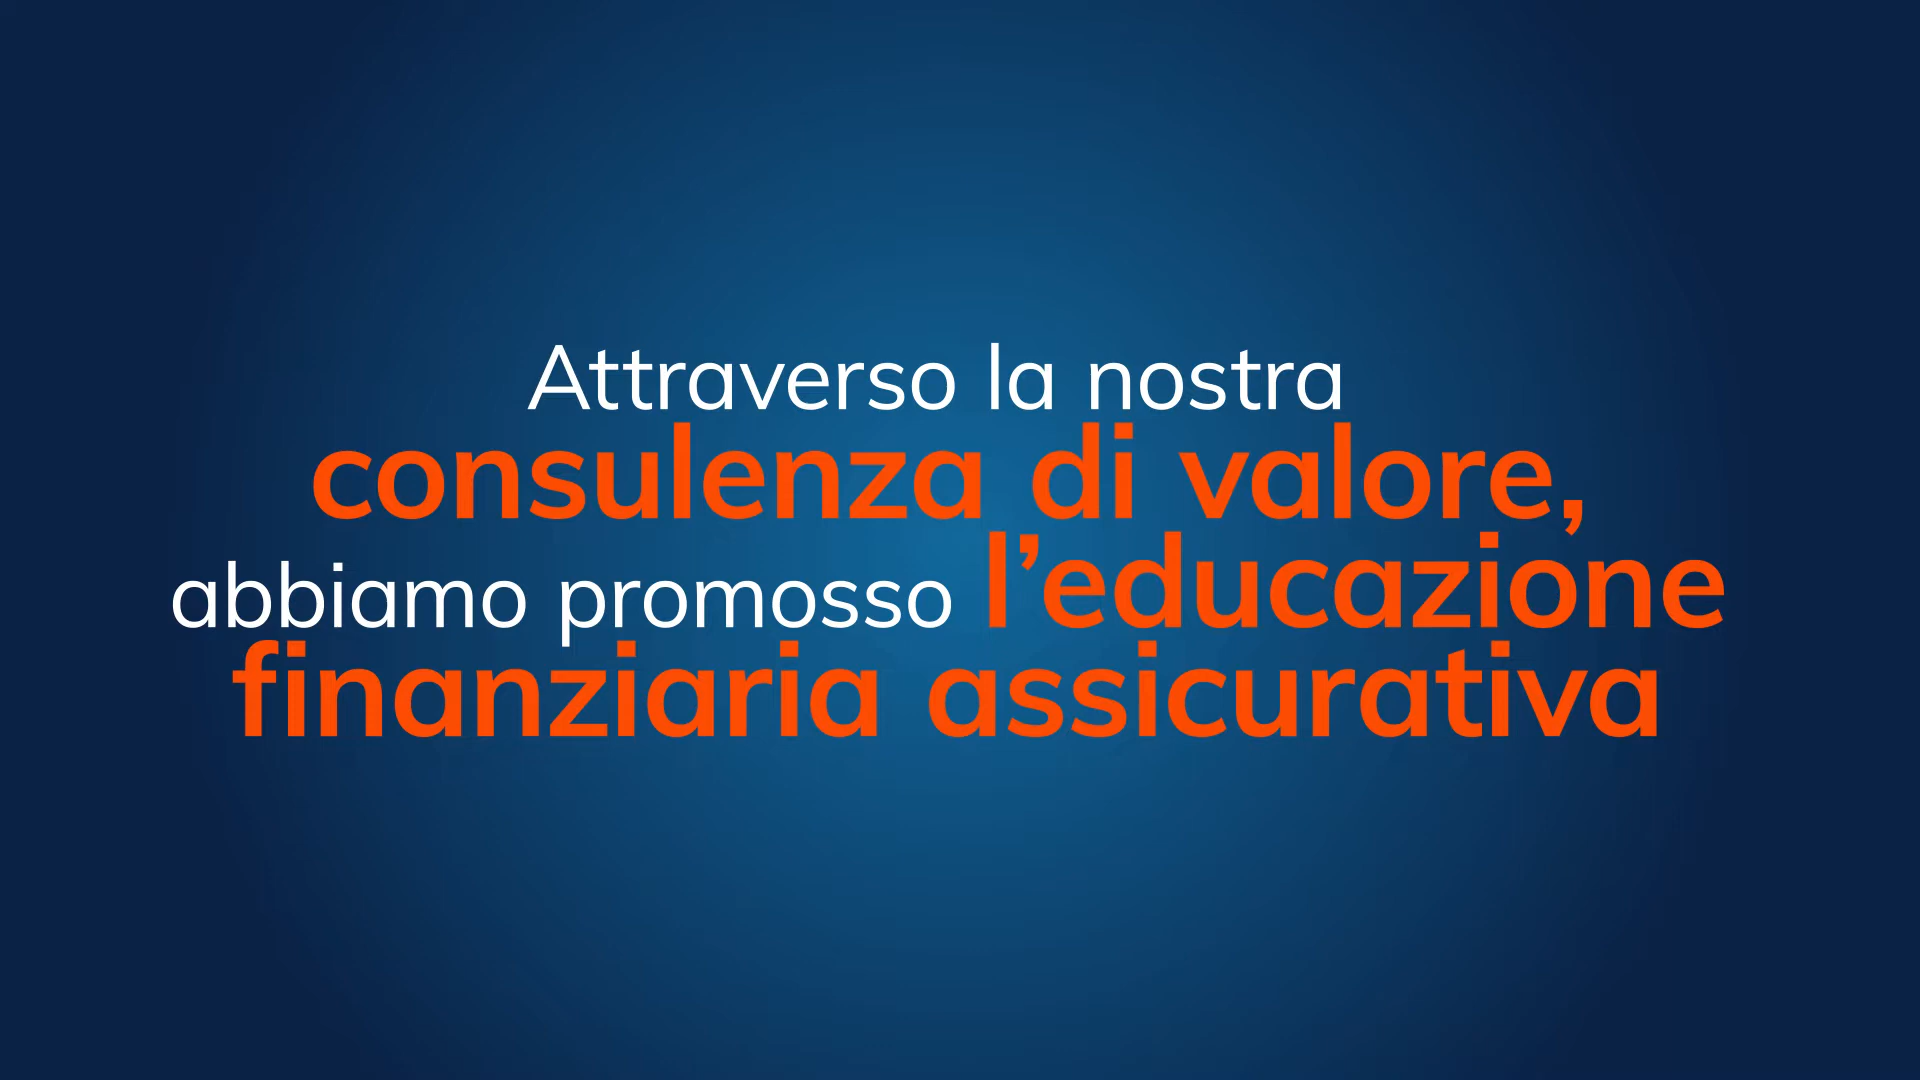 Attraverso la nostra
consulenza di valore,
abbiamo promosso l’educazione
finanziaria assicurativa